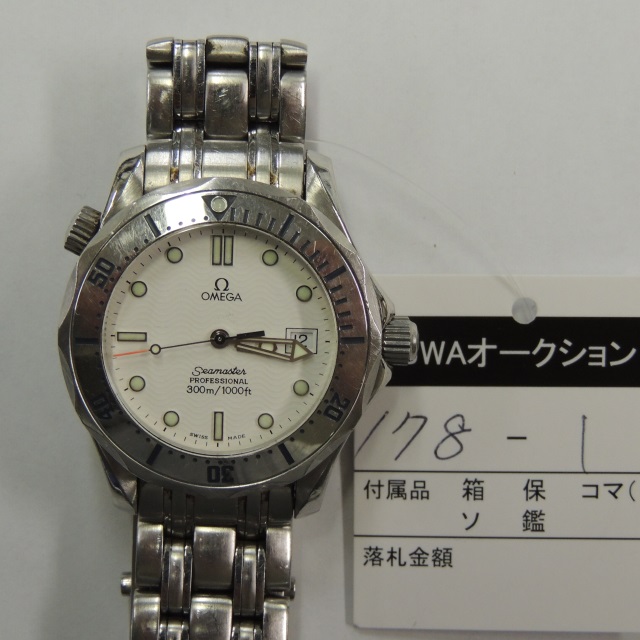 Ω
OMEGA
12
Seamaster
PROFESSIONAL
300m/1000ft
SWISS MADE
50
40
30
20
WAオークション
178-1
付属品 箱 保 コマ(
ソ 鑑
落札金額